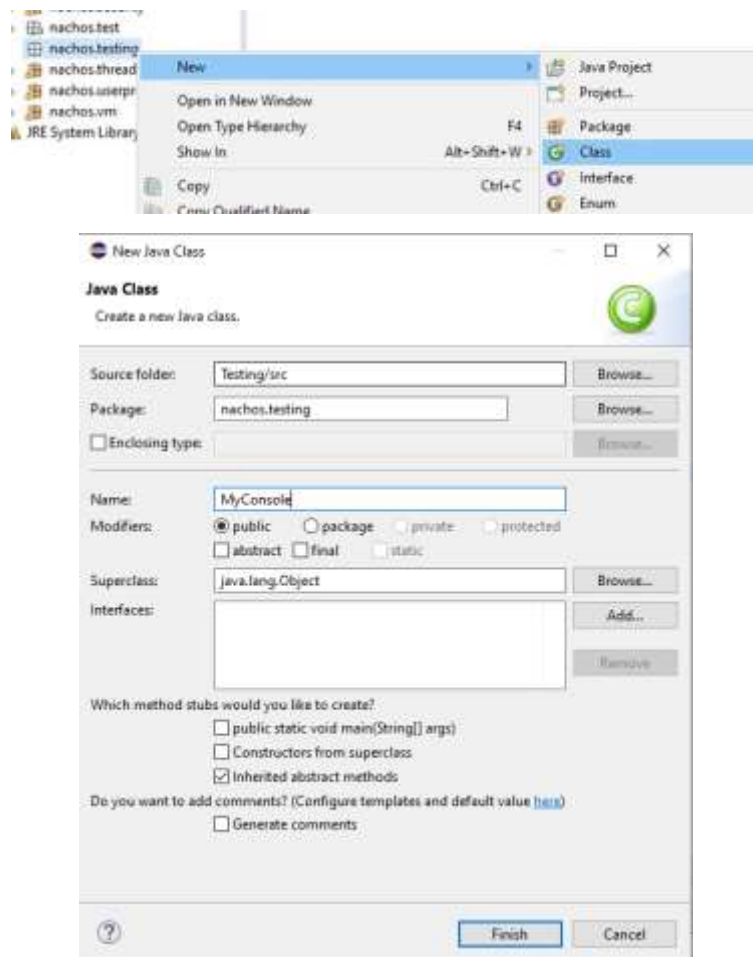 nachos.test
nachos.testing
nachos.thread
nachos.userpr
nachos.vm
JRE System Library
New
Open in New Window
Open Type Hierarchy F4
Show In Alt+Shift+W
Copy Ctrl+C
Copy Qualified Name
Java Project
Project...
Package
Class
Interface
Enum
New Java Class
Java Class
Create a new Java class.
Source folder: Testing/src Browse...
Package: nachos.testing Browse...
Enclosing type: Browse...
Name: MyConsole
Modifiers: public package private protected
abstract final static
Superclass: java.lang.Object Browse...
Interfaces: Add...
Remove
Which method stubs would you like to create?
public static void main(String[] args)
Constructors from superclass
Inherited abstract methods
Do you want to add comments? (Configure templates and default value here)
Generate comments
Finish Cancel